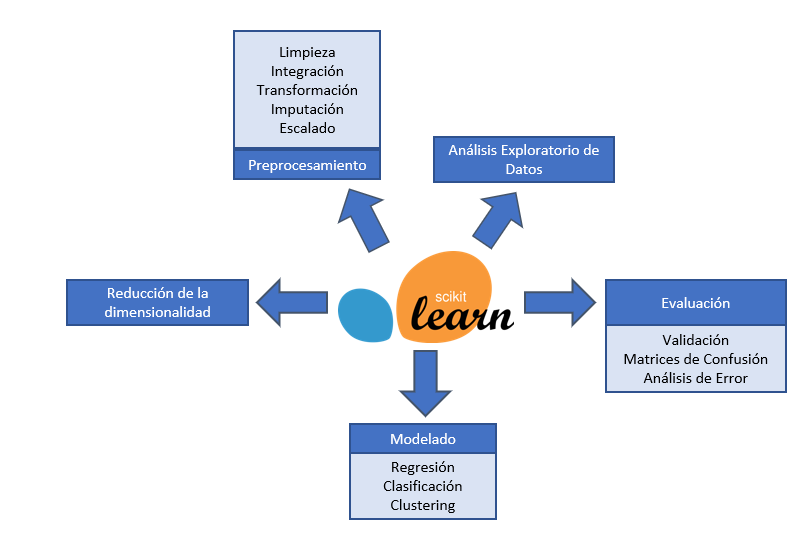 Limpieza
Integración
Transformación
Imputación
Escalado
Preprocesamiento
Análisis Exploratorio de
Datos
Reducción de la
dimensionalidad
scikit
learn
Evaluación
Validación
Matrices de Confusión
Análisis de Error
Modelado
Regresión
Clasificación
Clustering